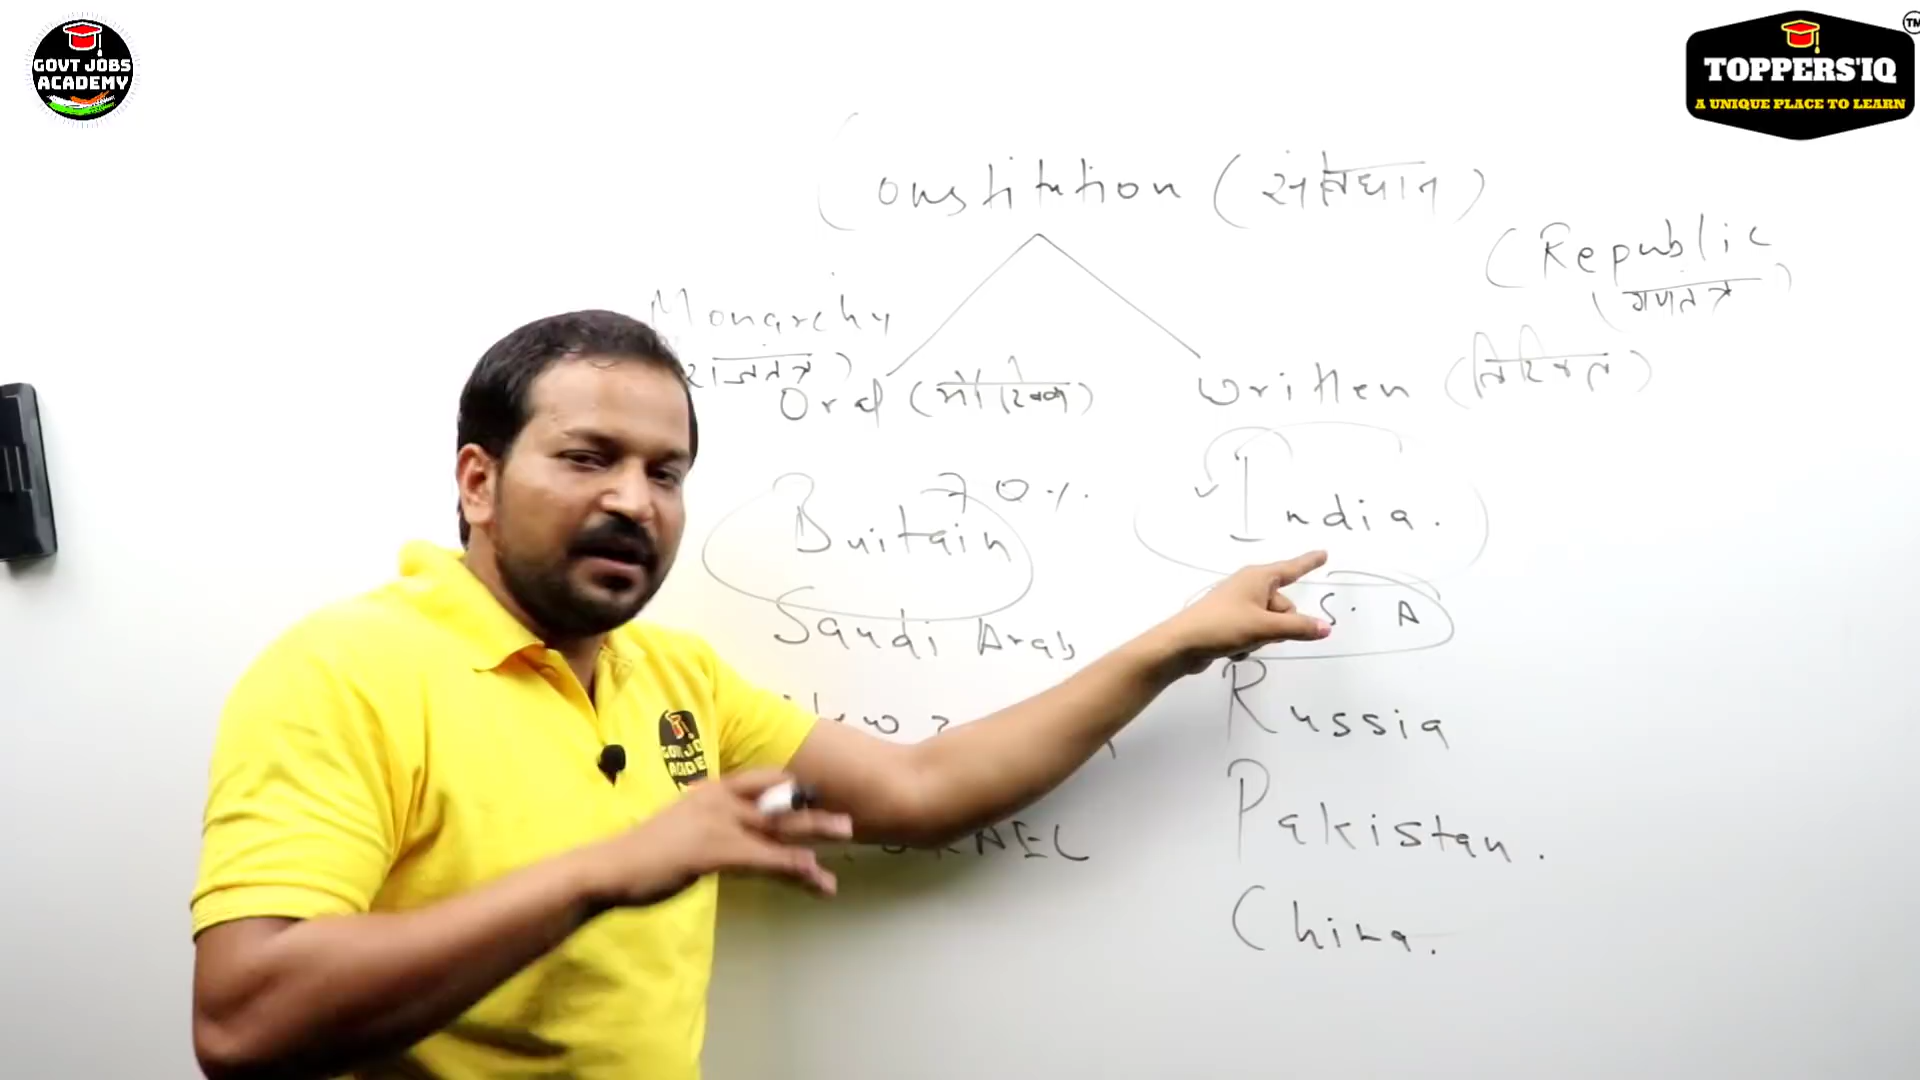 GOVT JOBS
ACADEMY
TM
TOPPERS'IQ
A UNIQUE PLACE TO LEARN
Constitution (संविधान)
(Republic
(गणतंत्र)
Monarchy
राजतंत्र)
Oral (मौखिक)
Written (लिखित)
70%
Britain
India.
Saudi Arab
S. A
Russia
Pakistan.
China.